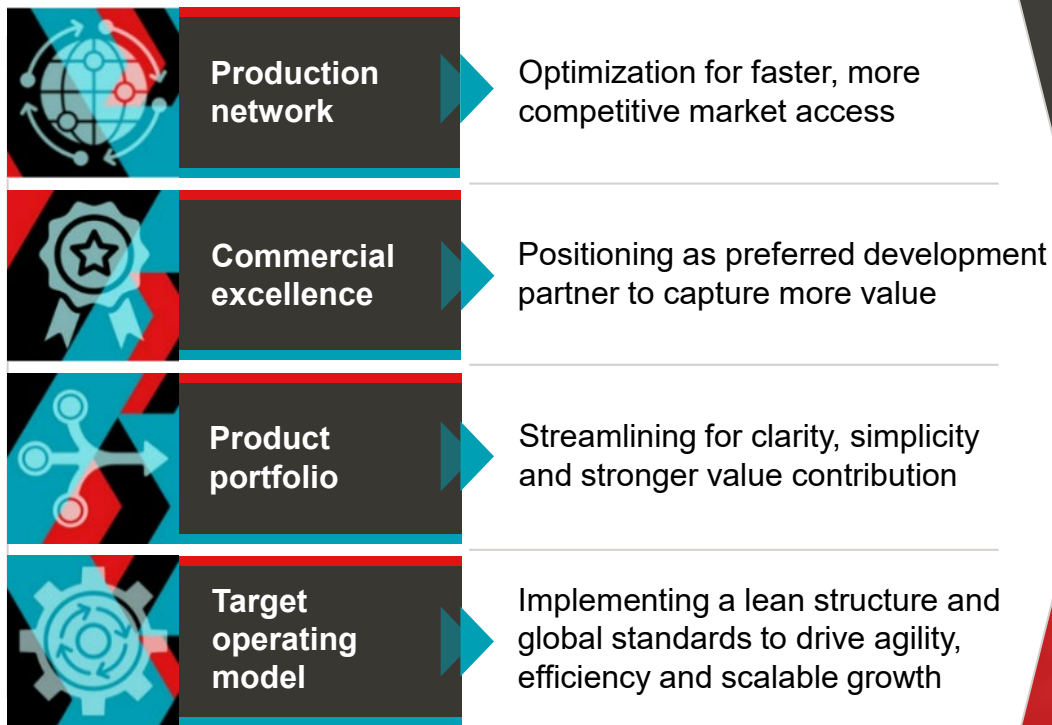 Production
network
Optimization for faster, more
competitive market access
Commercial
excellence
Positioning as preferred development
partner to capture more value
Product
portfolio
Streamlining for clarity, simplicity
and stronger value contribution
Target
operating
model
Implementing a lean structure and
global standards to drive agility,
efficiency and scalable growth